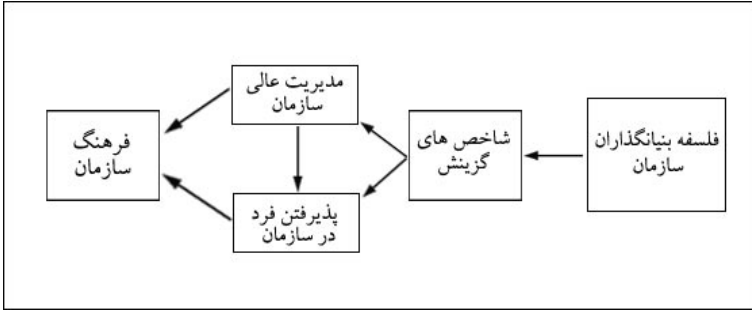 فلسفه بنیانگذاران
سازمان
شاخص های
گزینش
مدیریت عالی
سازمان
پذیرفتن فرد
در سازمان
فرهنگ
سازمان